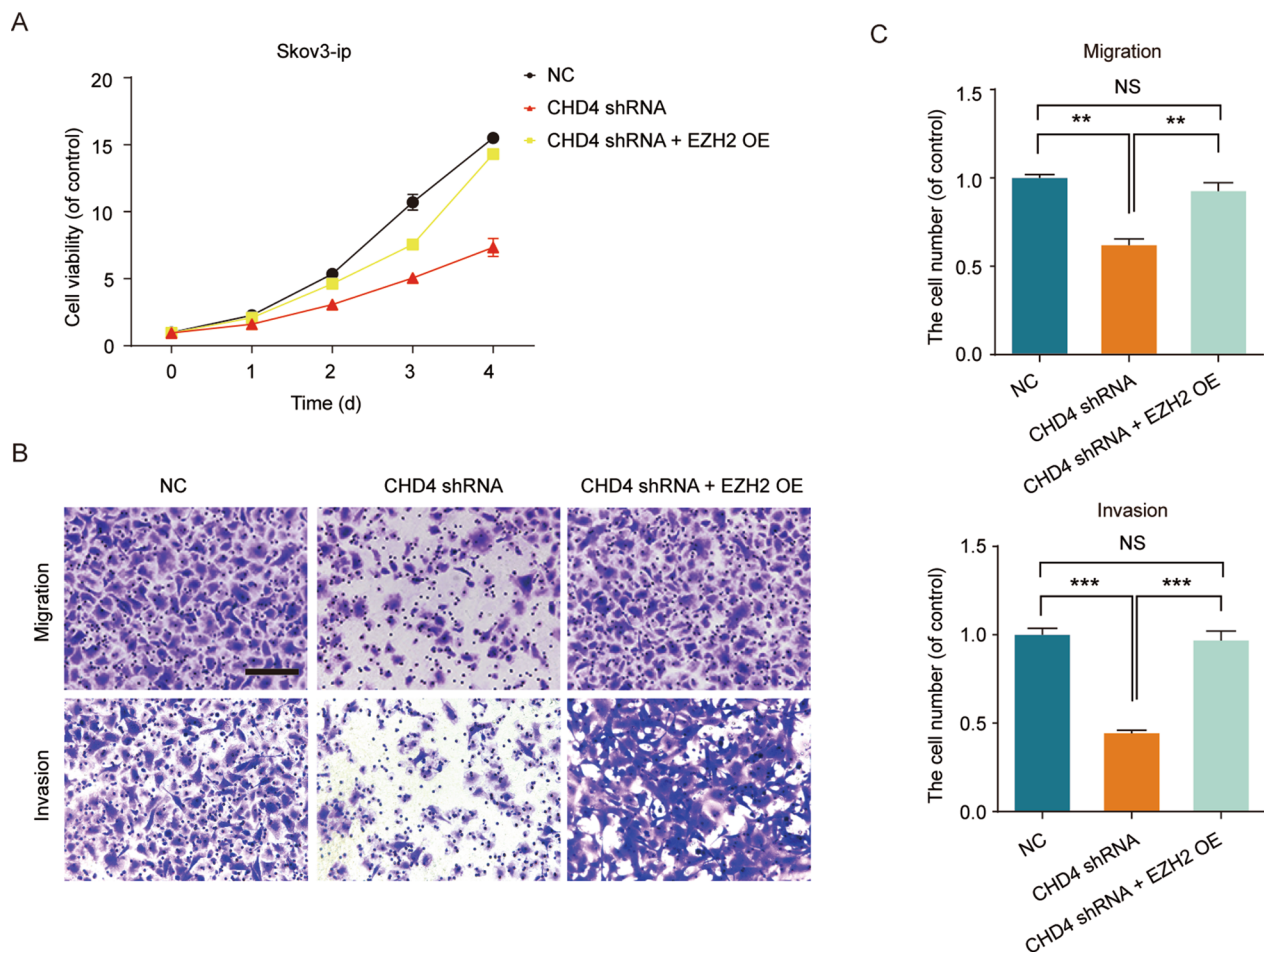 A
Skov3-ip
NC
CHD4 shRNA
CHD4 shRNA + EZH2 OE
20
15
10
5
0
Cell viability (of control)
0 1 2 3 4
Time (d)
B
NC CHD4 shRNA CHD4 shRNA + EZH2 OE
Migration
Invasion
C
Migration
NS
** **
1.5
1.0
0.5
0.0
The cell number (of control)
NC
CHD4 shRNA
CHD4 shRNA + EZH2 OE
Invasion
NS
*** ***
1.5
1.0
0.5
0.0
The cell number (of control)
NC
CHD4 shRNA
CHD4 shRNA + EZH2 OE